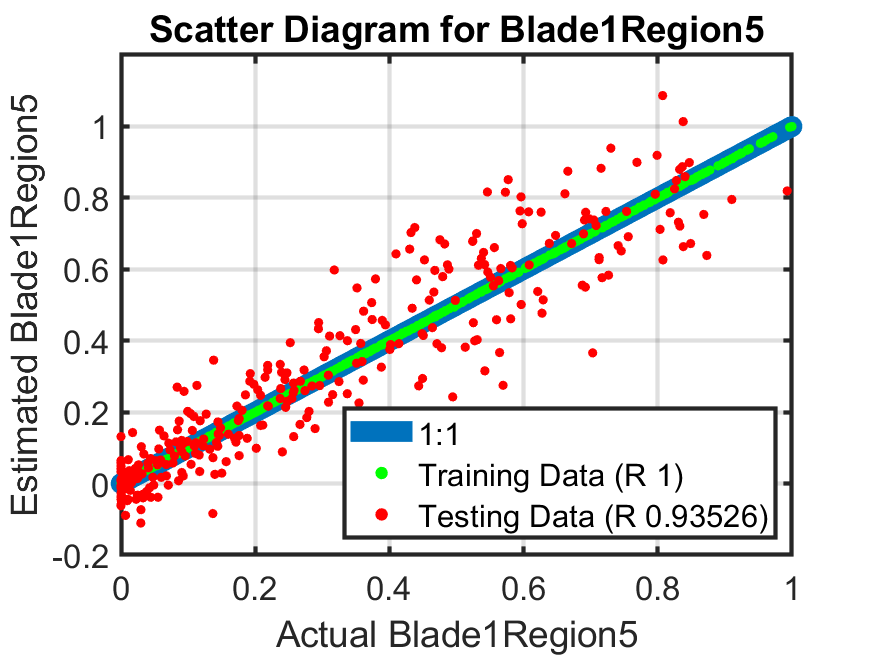 Scatter Diagram for Blade1Region5
Estimated Blade1Region5
1
0.8
0.6
0.4
0.2
0
-0.2
1:1
Training Data (R 1)
Testing Data (R 0.93526)
0 0.2 0.4 0.6 0.8 1
Actual Blade1Region5